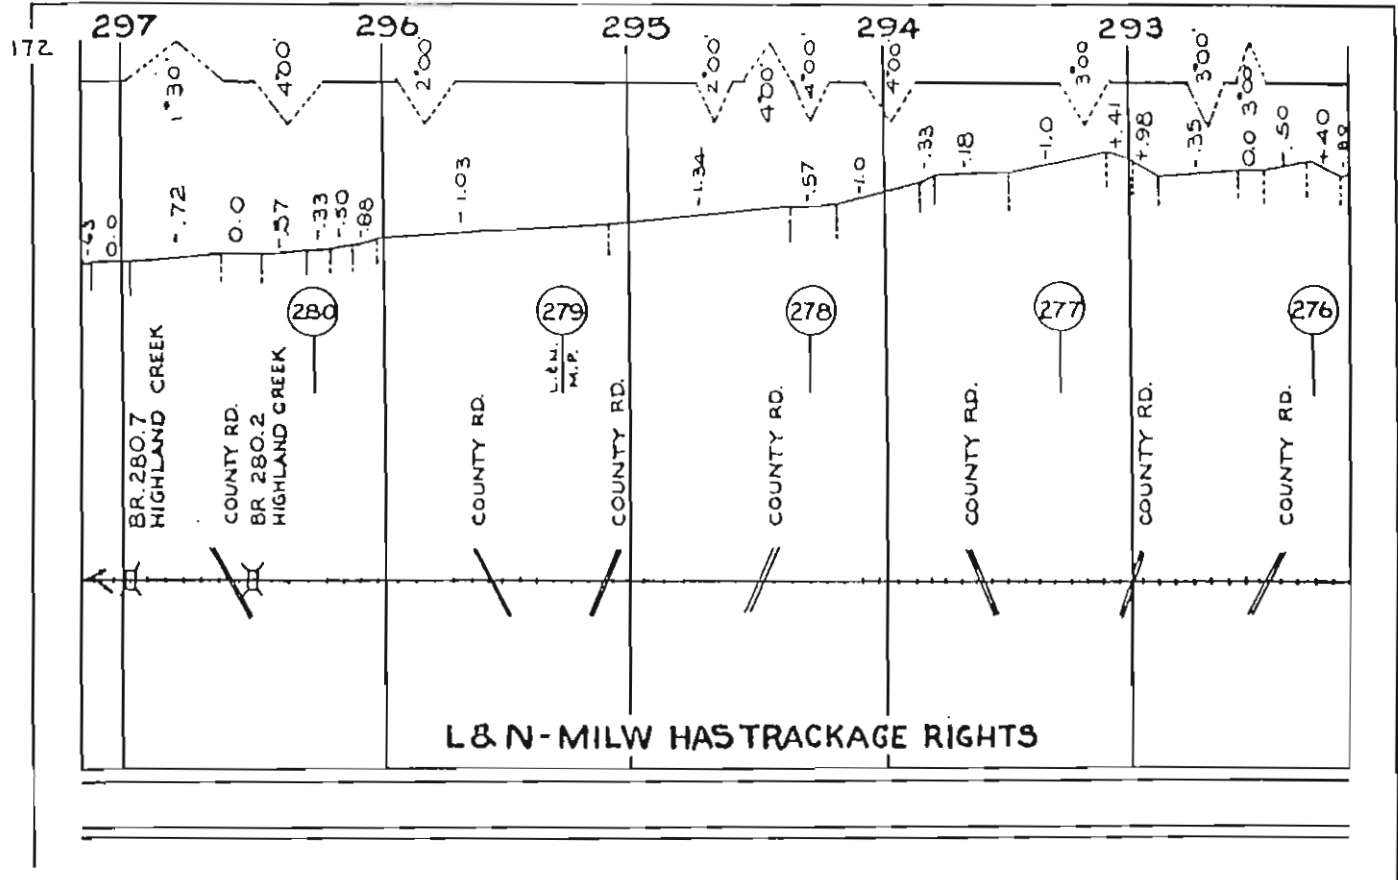 172
297 296 295 294 293
1°30' 4°00' 2°00' 2°00' 4°00' 4°00' 4°00' 3°00' 3°00' 3°00'
-.63 0.0 -.72 0.0 -.57 -.33 -.50 -.88 -1.03 -1.34 -.57 -1.0 -.33 -.18 -1.0 +.41 +.98 -.35 0.0 -.50 +.40
280 279 278 277 276
L.&N.
M.P.
BR. 280.7
HIGHLAND CREEK
COUNTY RD.
BR 280.2
HIGHLAND CREEK
COUNTY RD.
COUNTY RD.
COUNTY RD.
COUNTY RD.
COUNTY RD.
COUNTY RD.
L & N - MILW HAS TRACKAGE RIGHTS